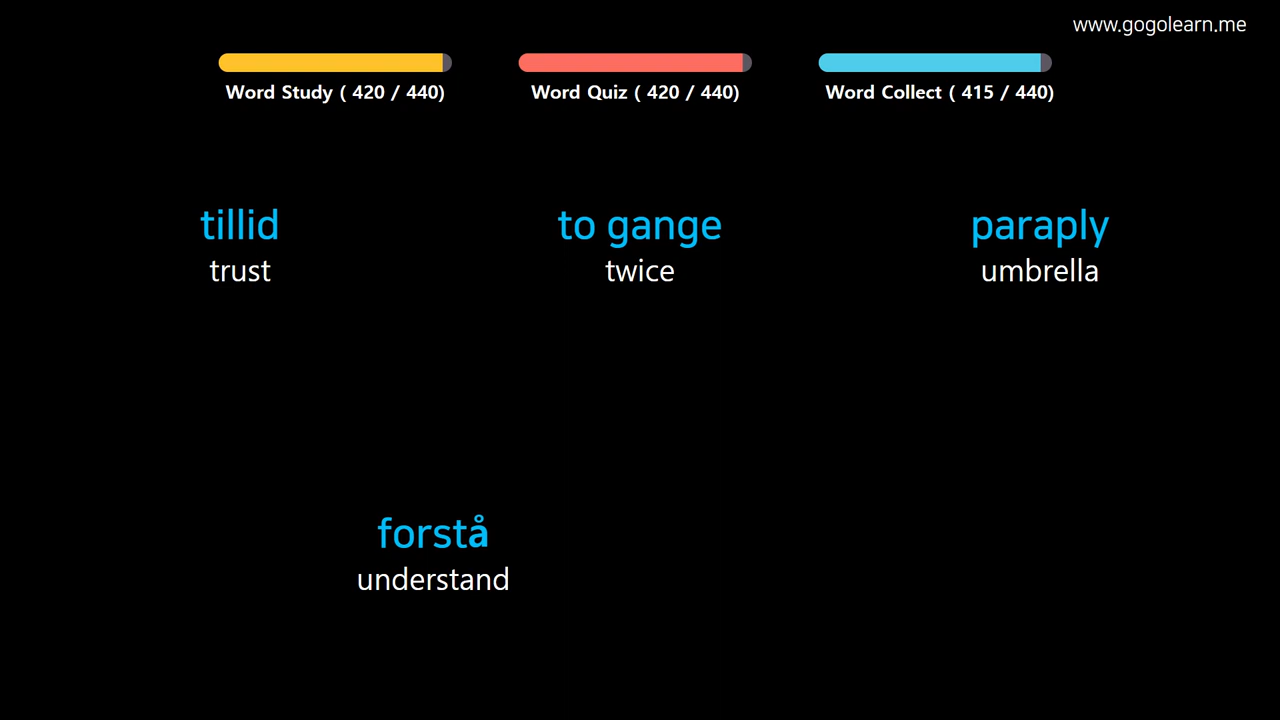 www.gogolearn.me
Word Study ( 420 / 440)
Word Quiz ( 420 / 440)
Word Collect ( 415 / 440)
tillid
trust
to gange
twice
paraply
umbrella
forstå
understand